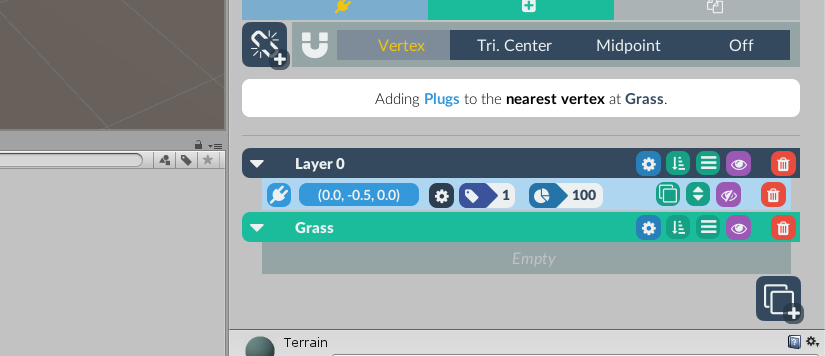 Vertex Tri. Center Midpoint Off
Adding Plugs to the nearest vertex at Grass.
Layer 0
(0.0, -0.5, 0.0) 1 100
Grass
Empty
Terrain